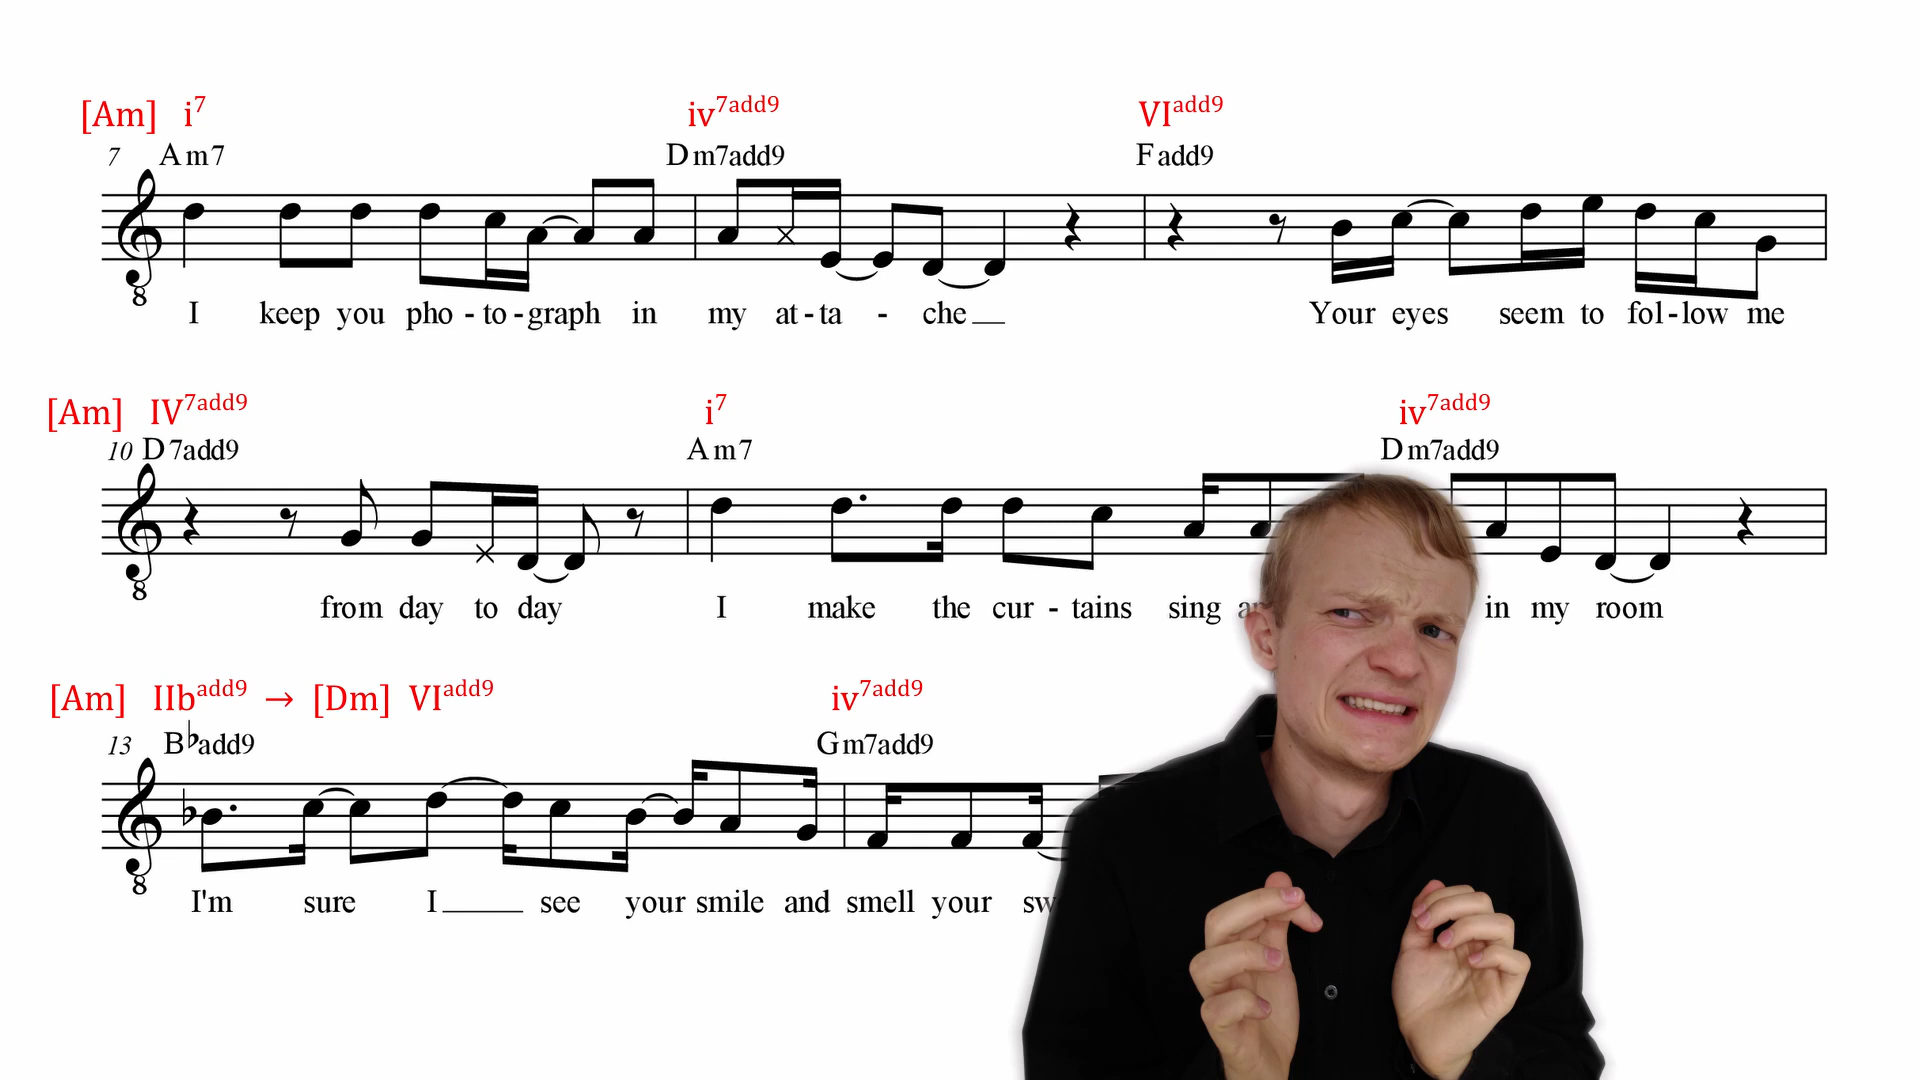 [Am] i7 iv7add9 VIadd9
7 Am7 Dm7add9 Fadd9
8
I keep you pho - to - graph in my at - ta - che Your eyes seem to fol - low me
[Am] IV7add9 i7 iv7add9
10 D7add9 Am7 Dm7add9
8
from day to day I make the cur - tains sing in my room
[Am] IIbadd9 → [Dm] VIadd9 iv7add9
13 B♭add9 Gm7add9
8
I'm sure I see your smile and smell your